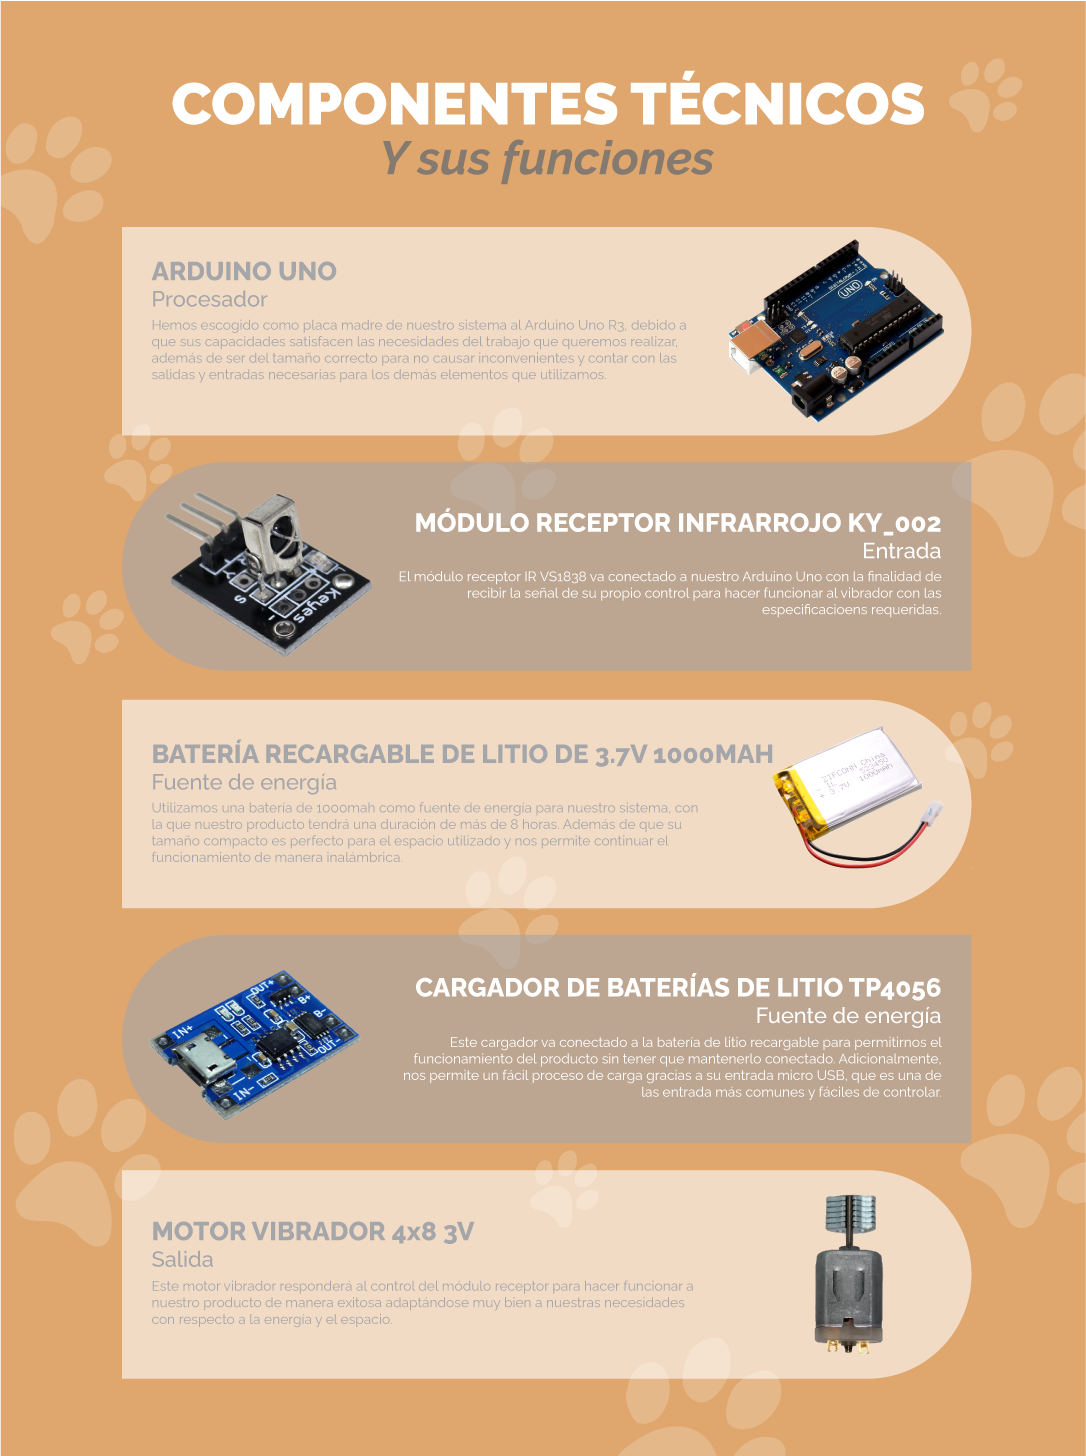 COMPONENTES TÉCNICOS
Y sus funciones
ARDUINO UNO
Procesador
Hemos escogido como placa madre de nuestro sistema al Arduino Uno R3, debido a
que sus capacidades satisfacen las necesidades del trabajo que queremos realizar,
además de ser del tamaño correcto para no causar inconvenientes y contar con las
salidas y entradas necesarias para los demás elementos que utilizamos.
UNO
MÓDULO RECEPTOR INFRARROJO KY_002
Entrada
El módulo receptor IR VS1838 va conectado a nuestro Arduino Uno con la finalidad de
recibir la señal de su propio control para hacer funcionar al vibrador con las
especificacioens requeridas.
S
Keyes
-
BATERÍA RECARGABLE DE LITIO DE 3.7V 1000MAH
Fuente de energía
Utilizamos una batería de 1000mah como fuente de energía para nuestro sistema, con
la que nuestro producto tendrá una duración de más de 8 horas. Además de que su
tamaño compacto es perfecto para el espacio utilizado y nos permite continuar el
funcionamiento de manera inalámbrica.
China
523450
+ 3.7V 1000mAh
CARGADOR DE BATERÍAS DE LITIO TP4056
Fuente de energía
Este cargador va conectado a la batería de litio recargable para permitirnos el
funcionamiento del producto sin tener que mantenerlo conectado. Adicionalmente,
nos permite un fácil proceso de carga gracias a su entrada micro USB, que es una de
las entrada más comunes y fáciles de controlar.
OUT+
B+
B-
OUT-
IN+
IN-
MOTOR VIBRADOR 4x8 3V
Salida
Este motor vibrador responderá al control del módulo receptor para hacer funcionar a
nuestro producto de manera exitosa adaptándose muy bien a nuestras necesidades
con respecto a la energía y el espacio.